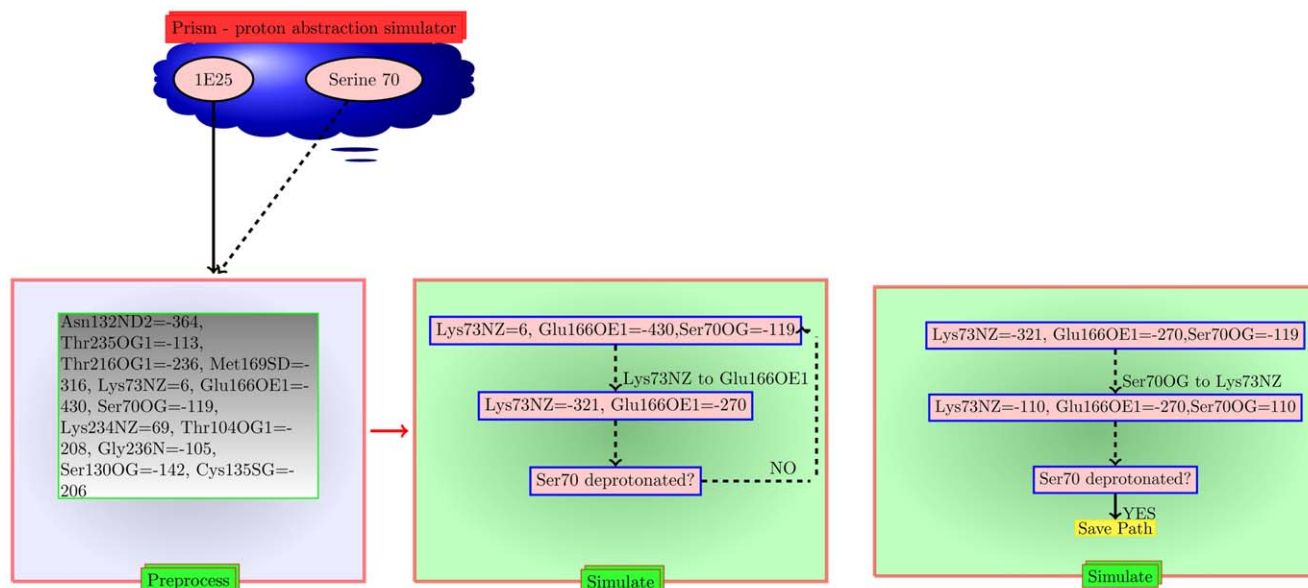 Prism - proton abstraction simulator
1E25
Serine 70
Asn132ND2=-364,
Thr235OG1=-113,
Thr216OG1=-236, Met169SD=-
316, Lys73NZ=6, Glu166OE1=-
430, Ser70OG=-119,
Lys234NZ=69, Thr104OG1=-
208, Gly236N=-105,
Ser130OG=-142, Cys135SG=-
206
Preprocess
Lys73NZ=6, Glu166OE1=-430,Ser70OG=-119
Lys73NZ to Glu166OE1
Lys73NZ=-321, Glu166OE1=-270
Ser70 deprotonated?
NO
Simulate
Lys73NZ=-321, Glu166OE1=-270,Ser70OG=-119
Ser70OG to Lys73NZ
Lys73NZ=-110, Glu166OE1=-270,Ser70OG=110
Ser70 deprotonated?
YES
Save Path
Simulate